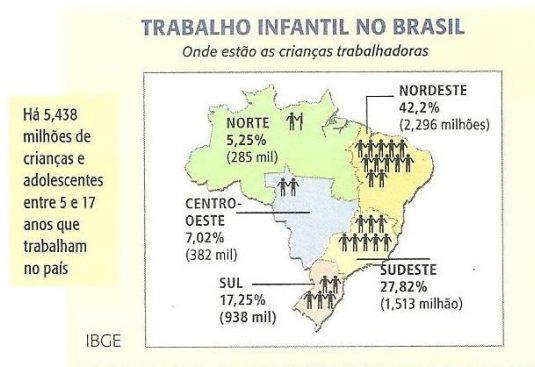 TRABALHO INFANTIL NO BRASIL
Onde estão as crianças trabalhadoras
Há 5,438
milhões de
crianças e
adolescentes
entre 5 e 17
anos que
trabalham
no país
NORTE
5,25%
(285 mil)
NORDESTE
42,2%
(2,296 milhões)
CENTRO-
OESTE
7,02%
(382 mil)
SUDESTE
27,82%
(1,513 milhão)
SUL
17,25%
(938 mil)
IBGE